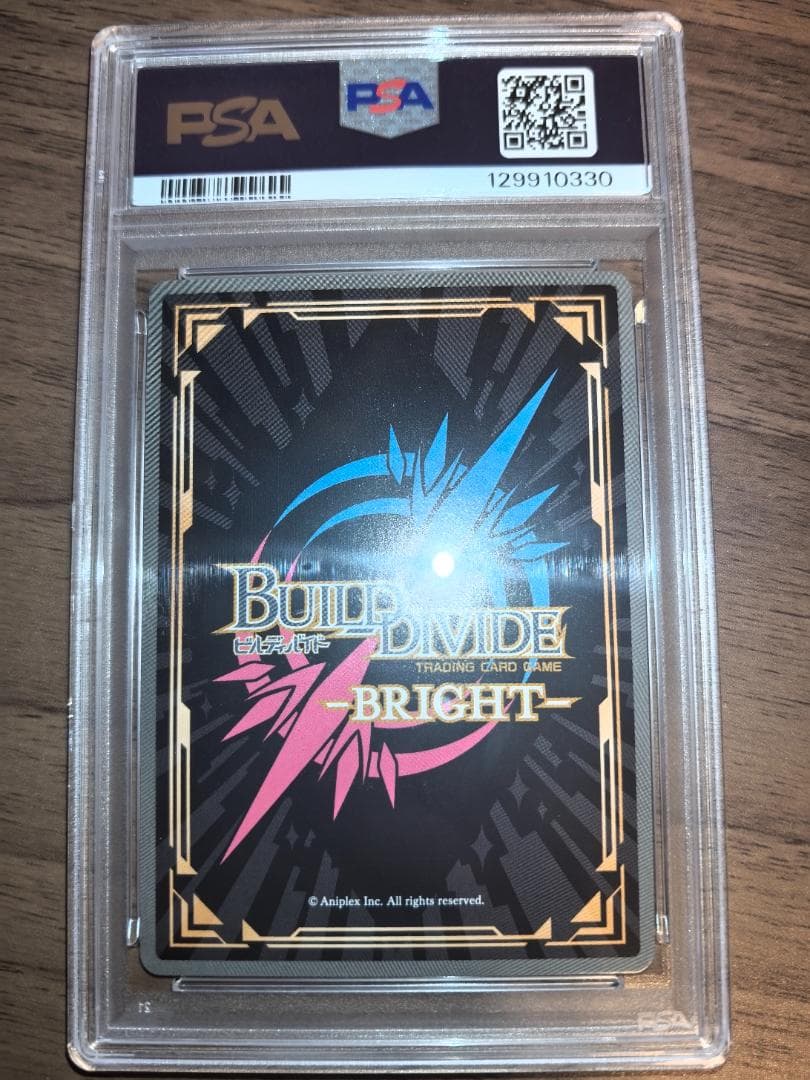 PSA
PSA
129910330
BUILD DIVIDE
ビルディバイド
TRADING CARD GAME
-BRIGHT-
© Aniplex Inc. All rights reserved.
PSA